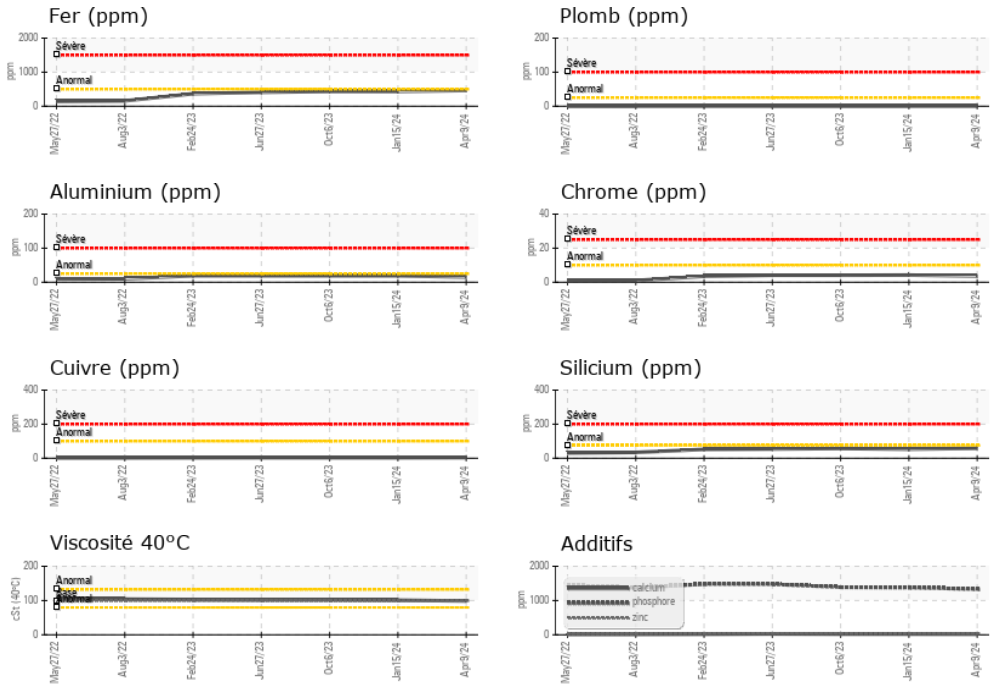 Fer (ppm)
2000
1000
0
ppm
Sévère
Anormal
May27/22
Aug3/22
Feb24/23
Jun27/23
Oct6/23
Jan15/24
Apr9/24
Plomb (ppm)
200
100
0
ppm
Sévère
Anormal
May27/22
Aug3/22
Feb24/23
Jun27/23
Oct6/23
Jan15/24
Apr9/24
Aluminium (ppm)
200
100
0
ppm
Sévère
Anormal
May27/22
Aug3/22
Feb24/23
Jun27/23
Oct6/23
Jan15/24
Apr9/24
Chrome (ppm)
40
20
0
ppm
Sévère
Anormal
May27/22
Aug3/22
Feb24/23
Jun27/23
Oct6/23
Jan15/24
Apr9/24
Cuivre (ppm)
400
200
0
ppm
Sévère
Anormal
May27/22
Aug3/22
Feb24/23
Jun27/23
Oct6/23
Jan15/24
Apr9/24
Silicium (ppm)
400
200
0
ppm
Sévère
Anormal
May27/22
Aug3/22
Feb24/23
Jun27/23
Oct6/23
Jan15/24
Apr9/24
Viscosité 40°C
200
100
0
cSt (40°C)
Anormal
Base
Anormal
May27/22
Aug3/22
Feb24/23
Jun27/23
Oct6/23
Jan15/24
Apr9/24
Additifs
2000
1000
0
ppm
calcium
phosphore
zinc
May27/22
Aug3/22
Feb24/23
Jun27/23
Oct6/23
Jan15/24
Apr9/24